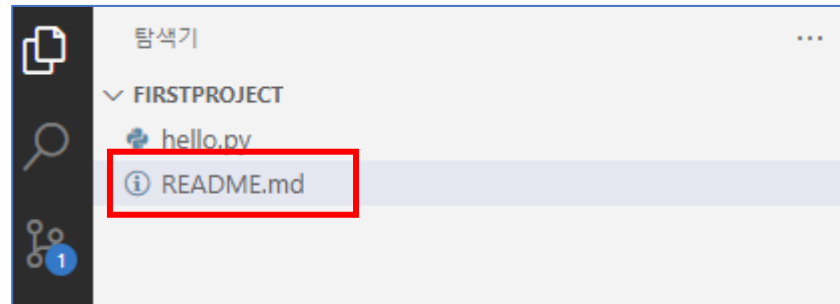 탐색기
...
FIRSTPROJECT
hello.py
README.md
1